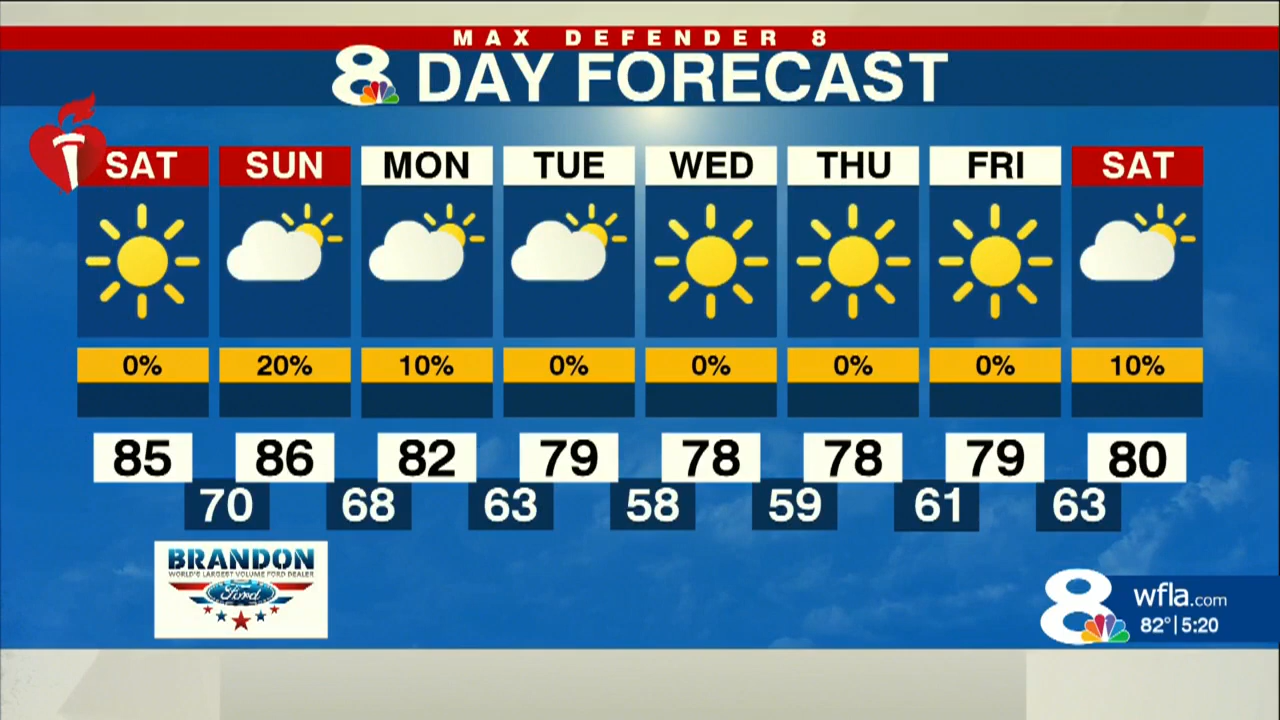 MAX DEFENDER 8
8 DAY FORECAST
SAT SUN MON TUE WED THU FRI SAT
0% 20% 10% 0% 0% 0% 0% 10%
85 86 82 79 78 78 79 80
70 68 63 58 59 61 63
BRANDON
WORLD'S LARGEST VOLUME FORD DEALER
Ford
8 wfla.com
82° | 5:20